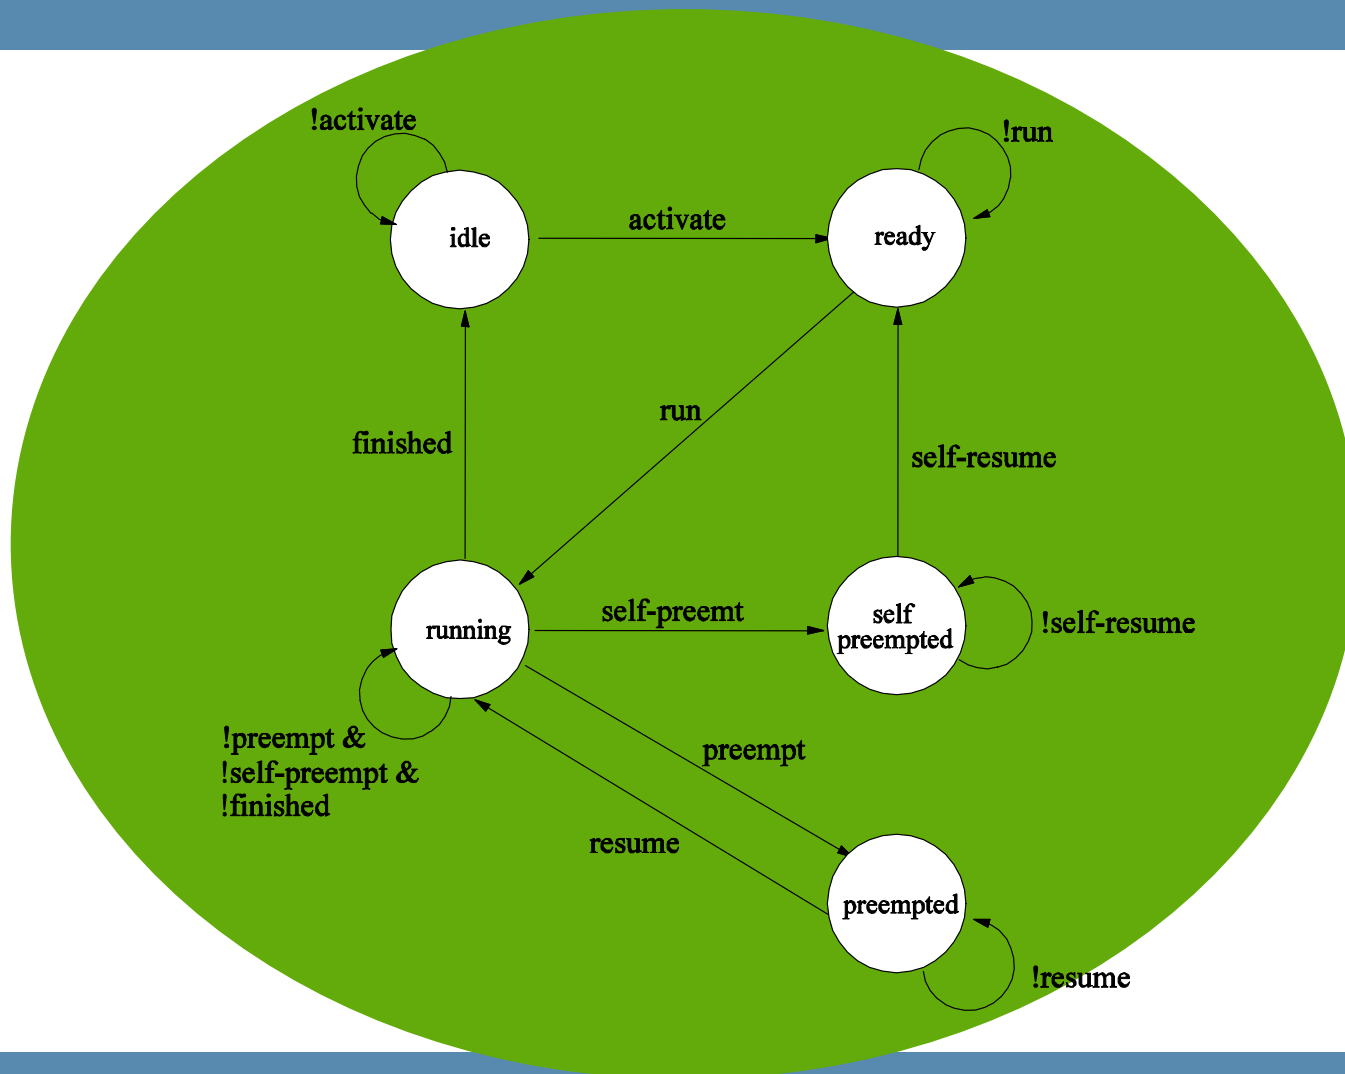 !activate
!run
activate
idle
ready
run
finished
self-resume
self-preemt
self
preempted
!self-resume
running
!preempt &
!self-preempt &
!finished
preempt
resume
preempted
!resume